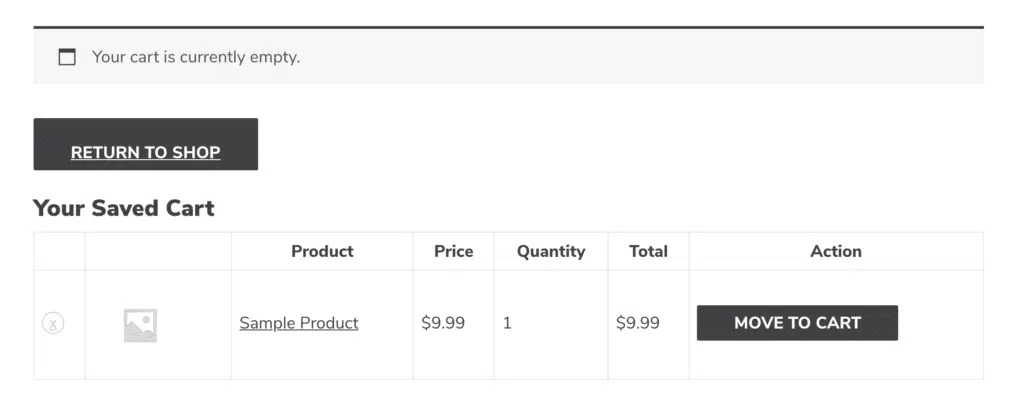 Your cart is currently empty.
RETURN TO SHOP
Your Saved Cart
Product Price Quantity Total Action
x Sample Product $9.99 1 $9.99 MOVE TO CART